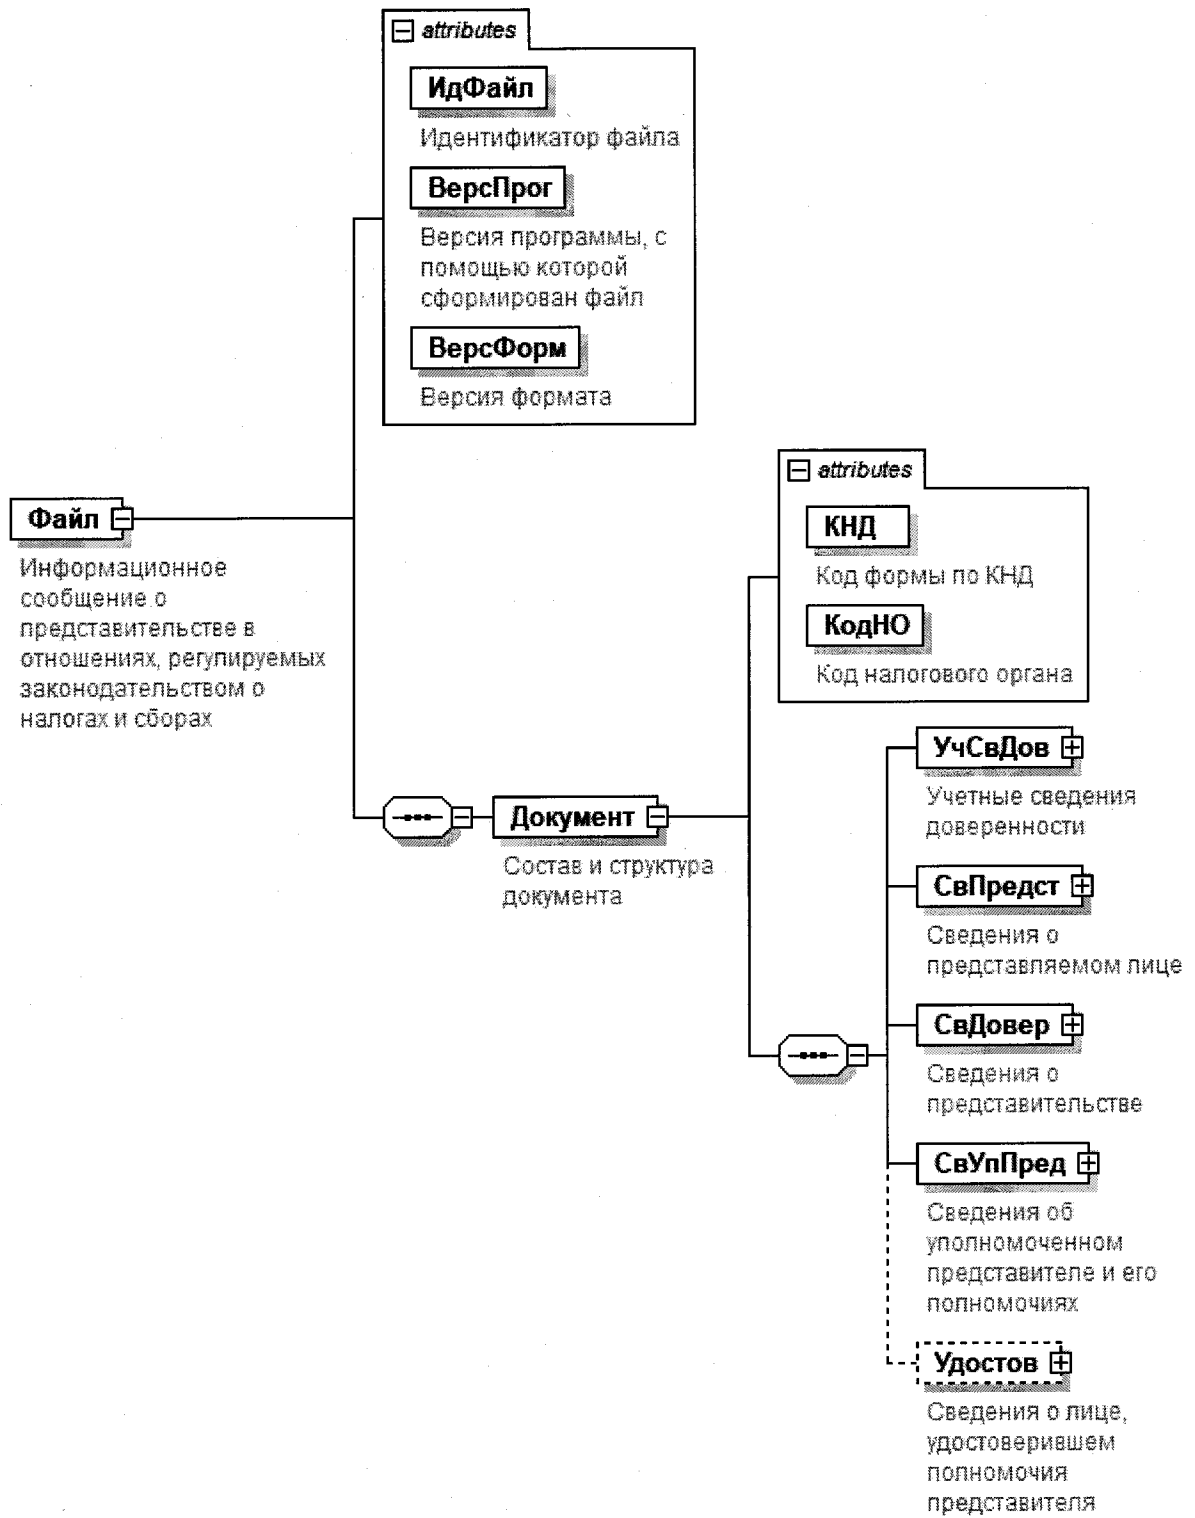 attributes
ИдФайл
Идентификатор файла
ВерсПрог
Версия программы, с
помощью которой
сформирован файл
ВерсФорм
Версия формата
Файл
Информационное
сообщение о
представительстве в
отношениях, регулируемых
законодательством о
налогах и сборах
attributes
КНД
Код формы по КНД
КодНО
Код налогового органа
Документ
Состав и структура
документа
УчСвДов
Учетные сведения
доверенности
СвПредст
Сведения о
представляемом лице
СвДовер
Сведения о
представительстве
СвУпПред
Сведения об
уполномоченном
представителе и его
полномочиях
Удостов
Сведения о лице,
удостоверившем
полномочия
представителя